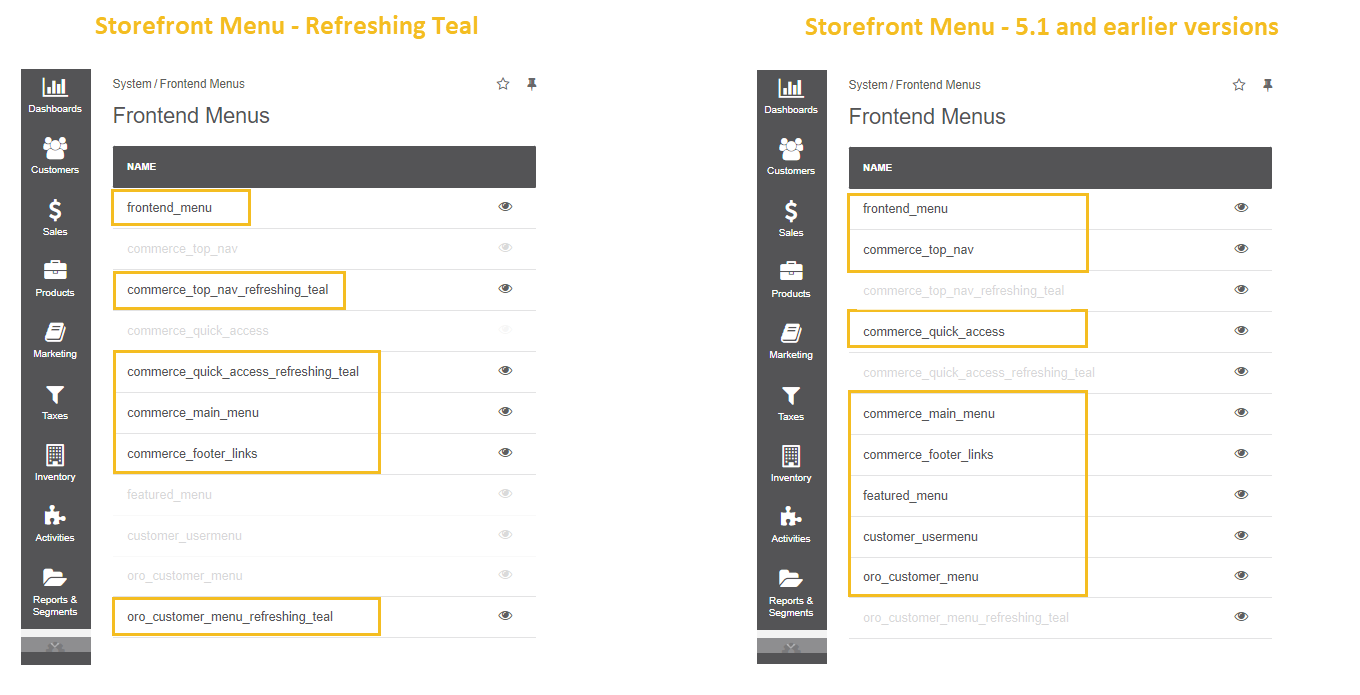 Storefront Menu - Refreshing Teal
Dashboards
Customers
Sales
Products
Marketing
Taxes
Inventory
Activities
Reports &
Segments
System / Frontend Menus
Frontend Menus
NAME
frontend_menu
commerce_top_nav
commerce_top_nav_refreshing_teal
commerce_quick_access
commerce_quick_access_refreshing_teal
commerce_main_menu
commerce_footer_links
featured_menu
customer_usermenu
oro_customer_menu
oro_customer_menu_refreshing_teal
Storefront Menu - 5.1 and earlier versions
Dashboards
Customers
Sales
Products
Marketing
Taxes
Inventory
Activities
Reports &
Segments
System / Frontend Menus
Frontend Menus
NAME
frontend_menu
commerce_top_nav
commerce_top_nav_refreshing_teal
commerce_quick_access
commerce_quick_access_refreshing_teal
commerce_main_menu
commerce_footer_links
featured_menu
customer_usermenu
oro_customer_menu
oro_customer_menu_refreshing_teal